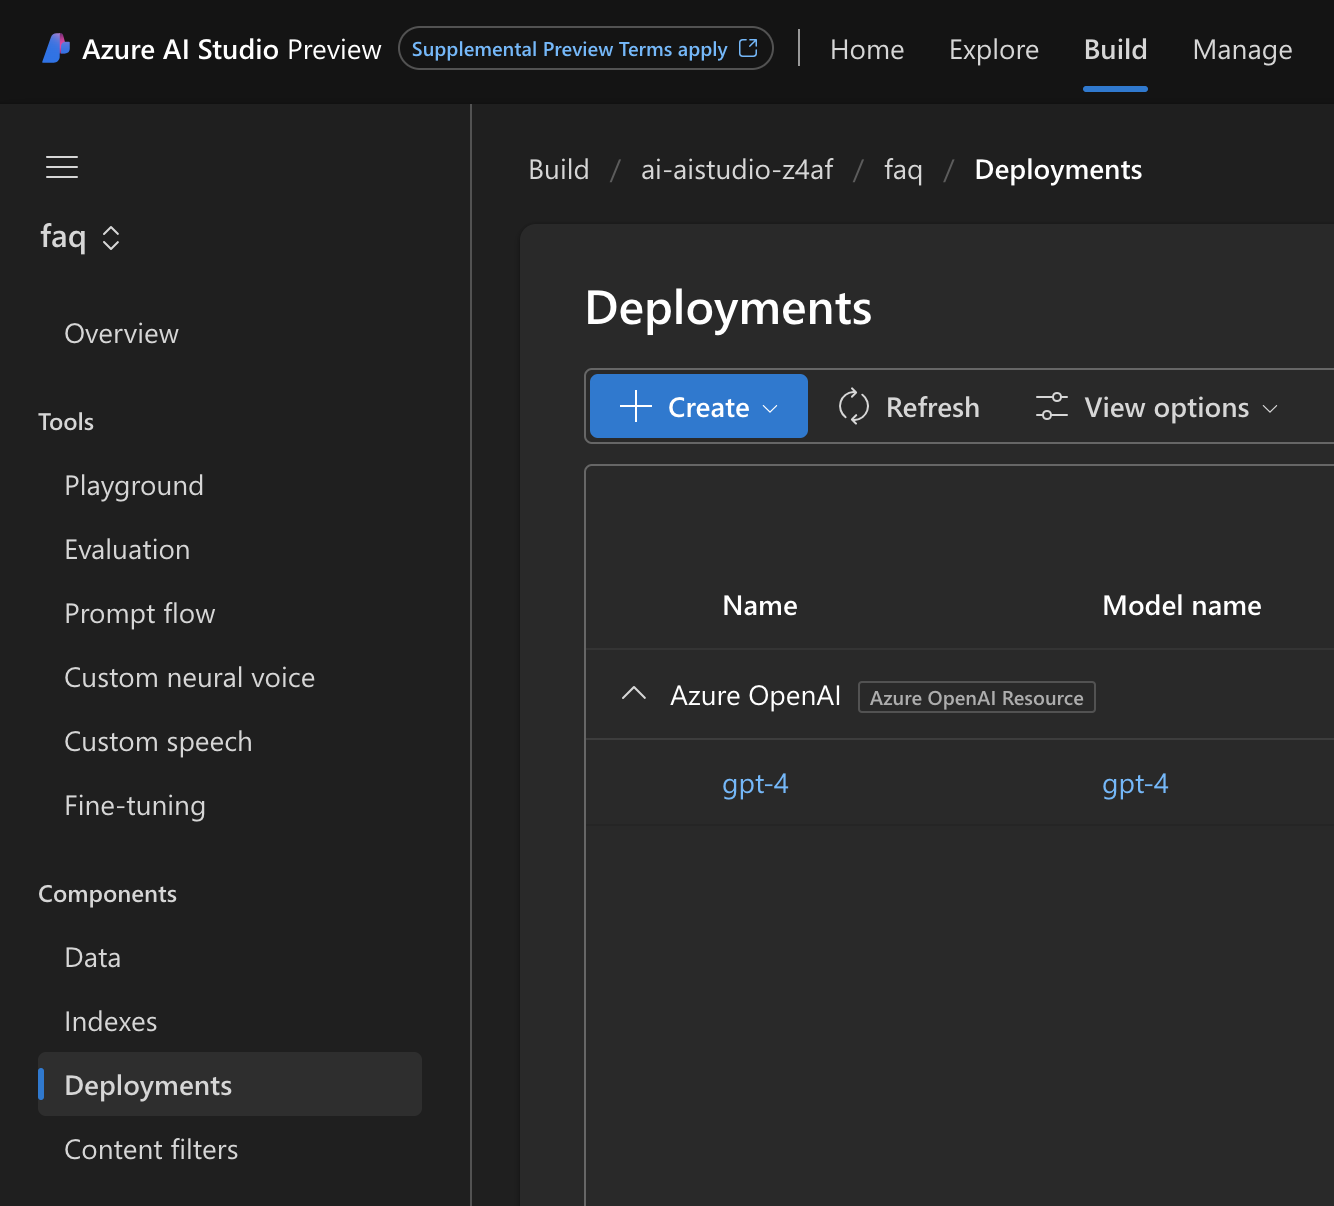 Azure AI Studio Preview Supplemental Preview Terms apply Home Explore Build Manage
Build / ai-aistudio-z4af / faq / Deployments
faq
Overview
Tools
Playground
Evaluation
Prompt flow
Custom neural voice
Custom speech
Fine-tuning
Components
Data
Indexes
Deployments
Content filters
Deployments
Create Refresh View options
Name Model name
Azure OpenAI Azure OpenAI Resource
gpt-4 gpt-4